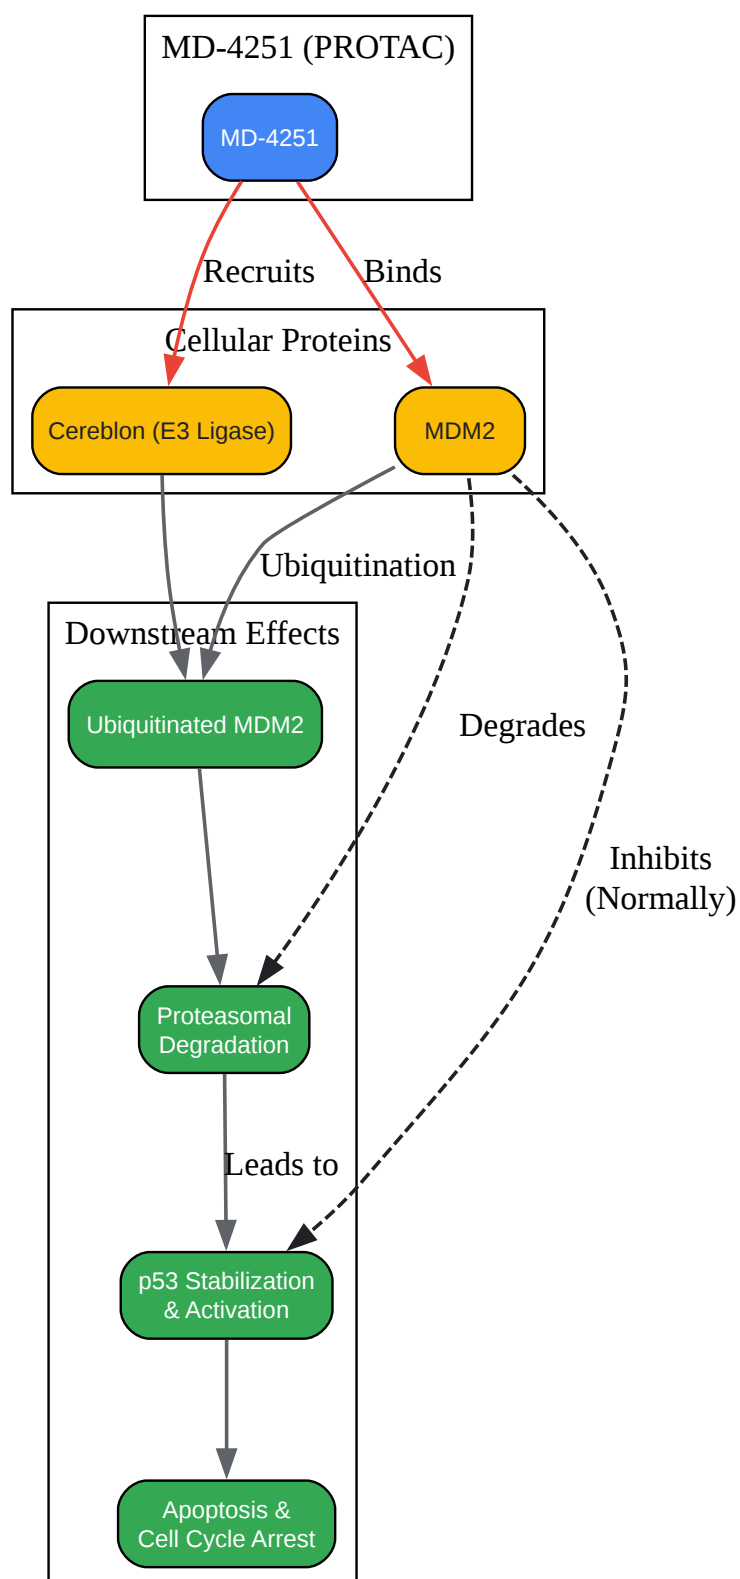 MD-4251 (PROTAC)
MD-4251
Recruits
Binds
Cellular Proteins
Cereblon (E3 Ligase)
MDM2
Ubiquitination
Downstream Effects
Ubiquitinated MDM2
Degrades
Inhibits
(Normally)
Proteasomal
Degradation
Leads to
p53 Stabilization
& Activation
Apoptosis &
Cell Cycle Arrest